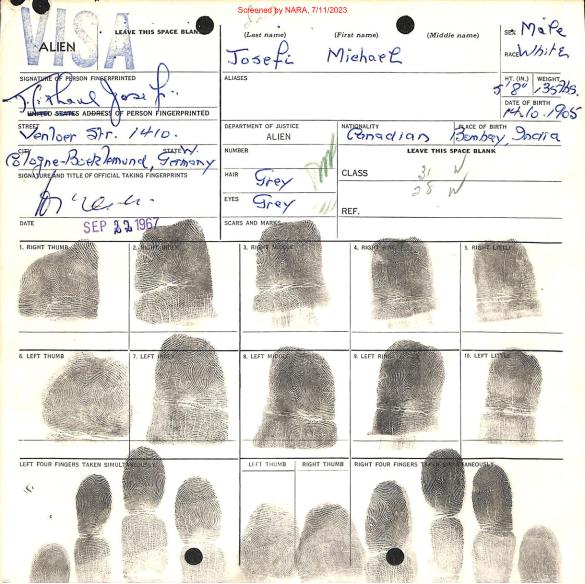 Screened by NARA, 7/11/2023
VISA
ALIEN
LEAVE THIS SPACE BLANK
(Last name) (First name) (Middle name)
Josefi Michael
SEX Male
RACE White
SIGNATURE OF PERSON FINGERPRINTED
ALIASES
HT. (IN.) WEIGHT
5'8" 135 lbs.
UNITED STATES ADDRESS OF PERSON FINGERPRINTED
DATE OF BIRTH
14.10.1905
STREET
Venloer Str. 1410.
DEPARTMENT OF JUSTICE
ALIEN
NATIONALITY PLACE OF BIRTH
Canadian Bombay, India
CITY STATE
Cologne-Bocklemünd, W. Germany
NUMBER
LEAVE THIS SPACE BLANK
CLASS 31 W
28 W
SIGNATURE AND TITLE OF OFFICIAL TAKING FINGERPRINTS
HAIR Grey
EYES Grey
REF.
DATE SEP 22 1967
SCARS AND MARKS
1. RIGHT THUMB 2. RIGHT INDEX 3. RIGHT MIDDLE 4. RIGHT RING 5. RIGHT LITTLE
6. LEFT THUMB 7. LEFT INDEX 8. LEFT MIDDLE 9. LEFT RING 10. LEFT LITTLE
LEFT FOUR FINGERS TAKEN SIMULTANEOUSLY LEFT THUMB RIGHT THUMB RIGHT FOUR FINGERS TAKEN SIMULTANEOUSLY